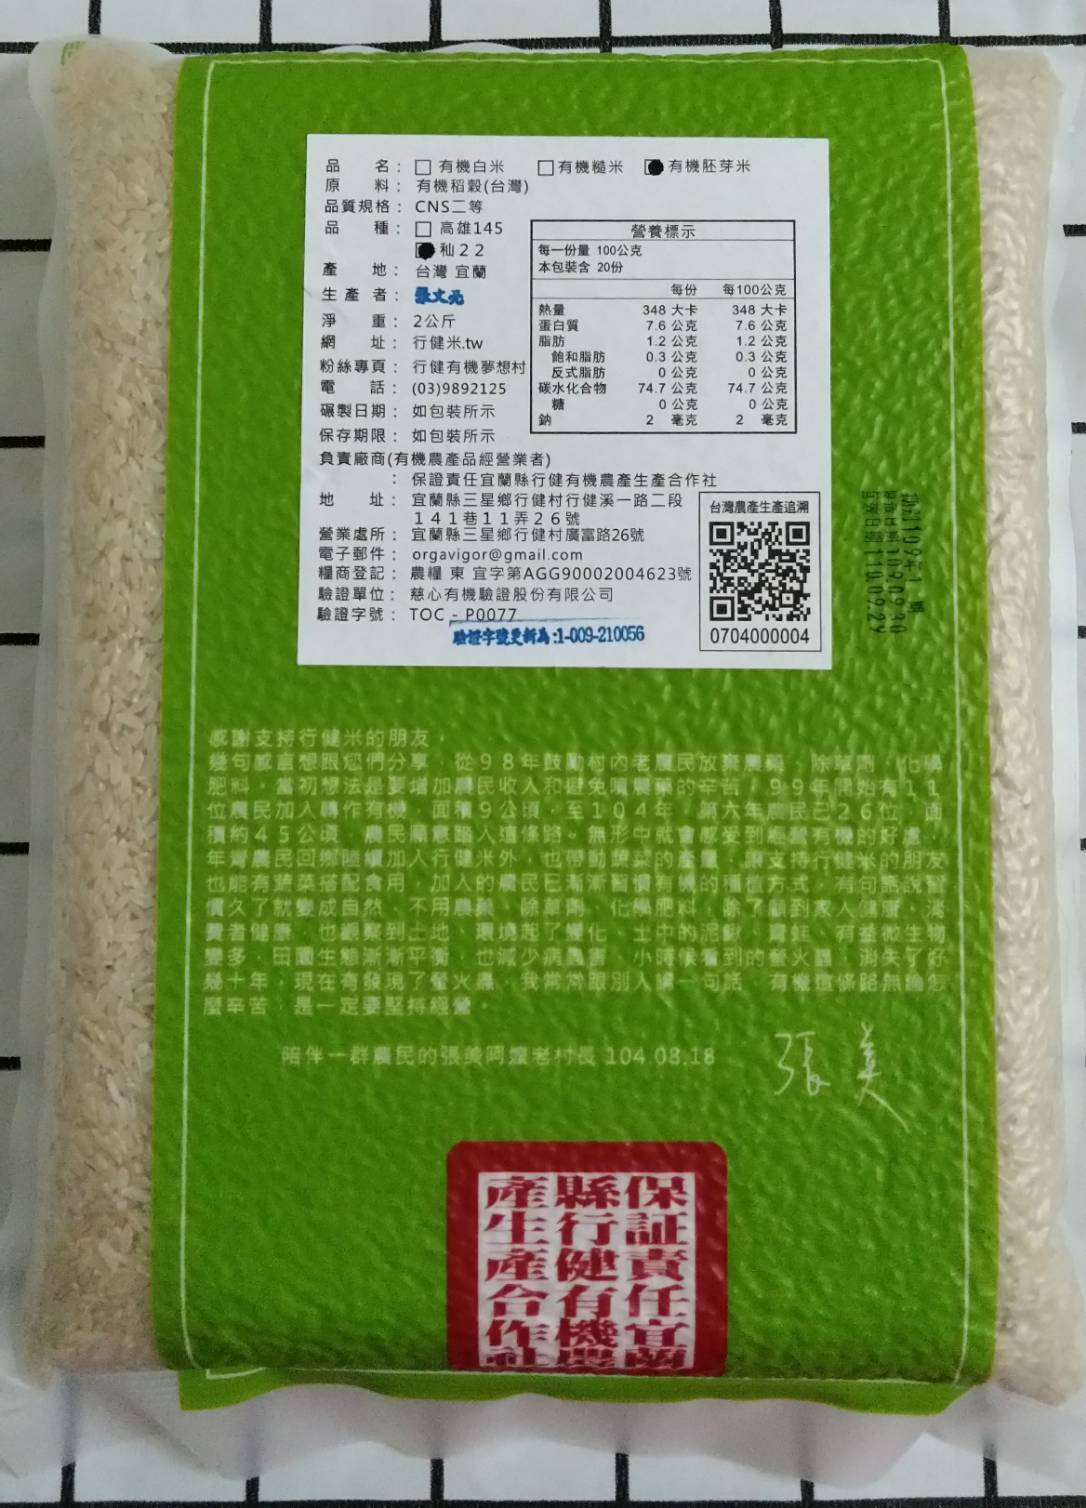 品名：□有機白米 □有機糙米 ●有機胚芽米
原料：有機稻穀(台灣)
品質規格：CNS二等
品種：□高雄145
●秈22
產地：台灣 宜蘭
生產者：張文亮
淨重：2公斤
網址：行健米.tw
粉絲專頁：行健有機夢想村
電話：(03)9892125
碾製日期：如包裝所示
保存期限：如包裝所示
營養標示
每一份量 100公克
本包裝含 20份
每份 每100公克
熱量 348 大卡 348 大卡
蛋白質 7.6 公克 7.6 公克
脂肪 1.2 公克 1.2 公克
飽和脂肪 0.3 公克 0.3 公克
反式脂肪 0 公克 0 公克
碳水化合物 74.7 公克 74.7 公克
糖 0 公克 0 公克
鈉 2 毫克 2 毫克
負責廠商(有機農產品經營業者)
：保證責任宜蘭縣行健有機農產生產合作社
地址：宜蘭縣三星鄉行健村行健溪一路二段
141巷11弄26號
營業處所：宜蘭縣三星鄉行健村廣富路26號
電子郵件：orgavigor@gmail.com
糧商登記：農糧 東 宜字第AGG90002004623號
驗證單位：慈心有機驗證股份有限公司
驗證字號：TOC - P0077
驗證字號更新為:1-009-210056
台灣農產生產追溯
0704000004
期別109年1期
碾製日期1090930
有效日期110.09.29
感謝支持行健米的朋友，
幾句感言想跟您們分享，從98年鼓勵村內老農民放棄農藥、除草劑、化學
肥料，當初想法是要增加農民收入和避免噴農藥的辛苦，99年開始有11
位農民加入轉作有機，面積9公頃，至104年，第六年農民已26位，面
積約45公頃，農民願意踏入這條路，無形中就會感受到經營有機的好處，
年青農民回鄉陸續加入行健米外，也帶動蔬菜的產量，讓支持行健米的朋友
也能有蔬菜搭配食用，加入的農民已漸漸習慣有機的種植方式，有句常說習
慣久了就變成自然，不用農藥、除草劑、化學肥料，除了顧到家人健康，消
費者健康，也觀察到土地、環境起了變化，土中的泥鰍、青蛙、有益微生物
變多，田園生態漸漸平衡，也減少病蟲害，小時候看到的螢火蟲，消失了好
幾十年，現在有發現了螢火蟲，我常常跟別人講一句話，有機這條路無論怎
麼辛苦，是一定要堅持經營。
陪伴一群農民的張美阿嬤老村長 104.08.18
張美
保証責任宜蘭
縣行健有機農
產生產合作社